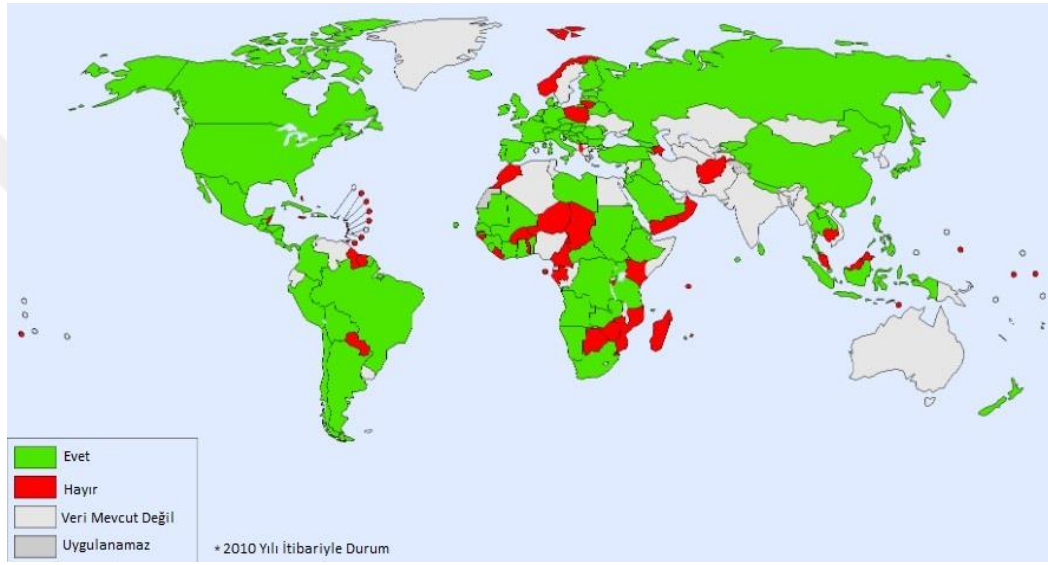 Evet
Hayır
Veri Mevcut Değil
Uygulanamaz
* 2010 Yılı İtibariyle Durum